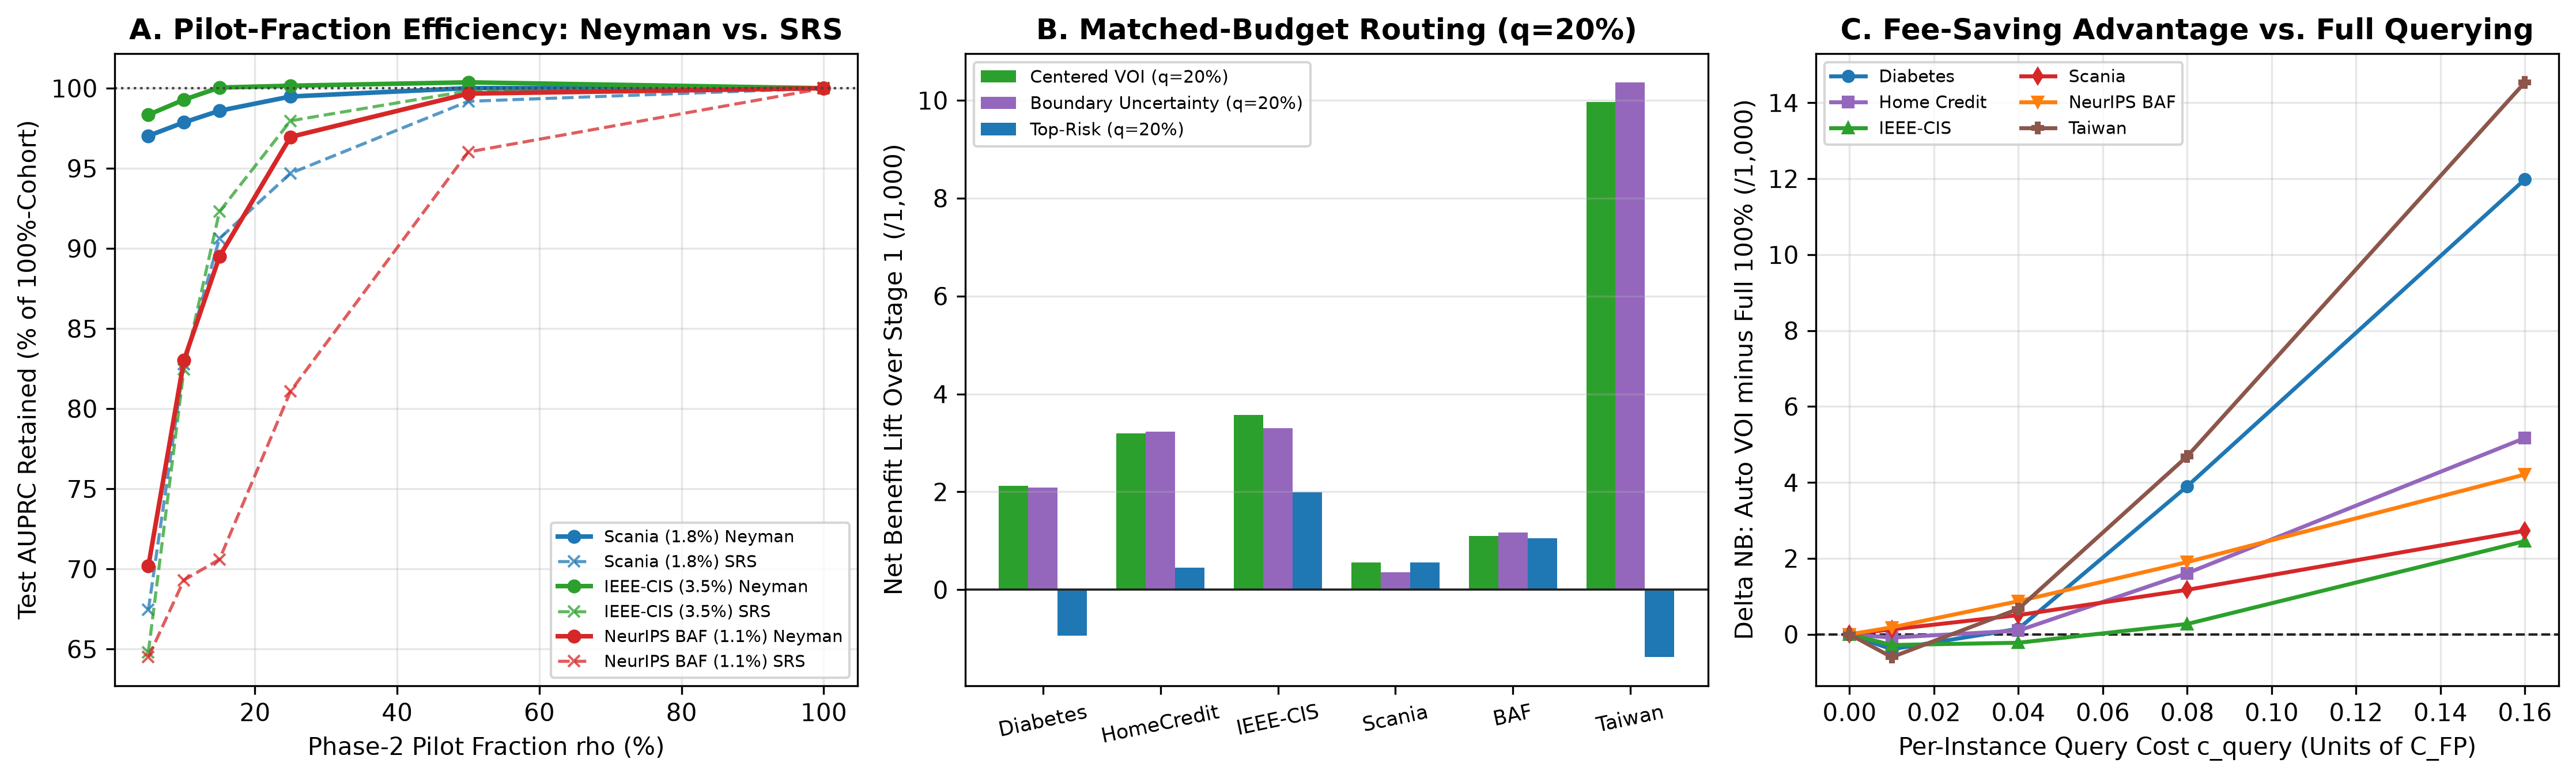 A. Pilot-Fraction Efficiency: Neyman vs. SRS
Test AUPRC Retained (% of 100%-Cohort)
100
95
90
85
80
75
70
65
Scania (1.8%) Neyman
Scania (1.8%) SRS
IEEE-CIS (3.5%) Neyman
IEEE-CIS (3.5%) SRS
NeurIPS BAF (1.1%) Neyman
NeurIPS BAF (1.1%) SRS
20 40 60 80 100
Phase-2 Pilot Fraction rho (%)
B. Matched-Budget Routing (q=20%)
Net Benefit Lift Over Stage 1 (/1,000)
Centered VOI (q=20%)
Boundary Uncertainty (q=20%)
Top-Risk (q=20%)
10
8
6
4
2
0
Diabetes HomeCredit IEEE-CIS Scania BAF Taiwan
C. Fee-Saving Advantage vs. Full Querying
Delta NB: Auto VOI minus Full 100% (/1,000)
Diabetes
Home Credit
IEEE-CIS
Scania
NeurIPS BAF
Taiwan
14
12
10
8
6
4
2
0
0.00 0.02 0.04 0.06 0.08 0.10 0.12 0.14 0.16
Per-Instance Query Cost c_query (Units of C_FP)